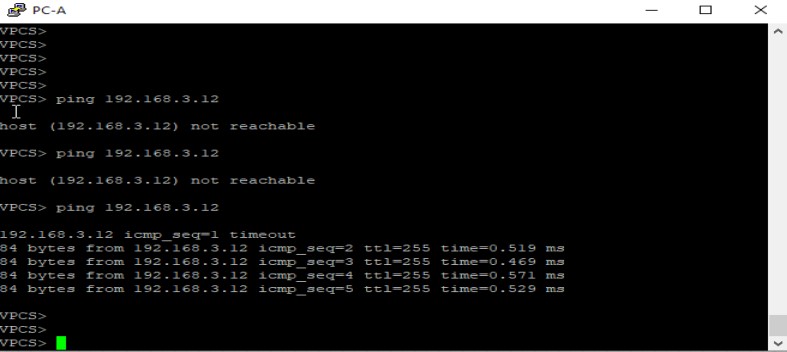 PC-A
VPCS>
VPCS>
VPCS>
VPCS>
VPCS>
VPCS> ping 192.168.3.12
host (192.168.3.12) not reachable
VPCS> ping 192.168.3.12
host (192.168.3.12) not reachable
VPCS> ping 192.168.3.12
192.168.3.12 icmp_seq=1 timeout
84 bytes from 192.168.3.12 icmp_seq=2 ttl=255 time=0.519 ms
84 bytes from 192.168.3.12 icmp_seq=3 ttl=255 time=0.469 ms
84 bytes from 192.168.3.12 icmp_seq=4 ttl=255 time=0.571 ms
84 bytes from 192.168.3.12 icmp_seq=5 ttl=255 time=0.529 ms
VPCS>
VPCS>
VPCS>